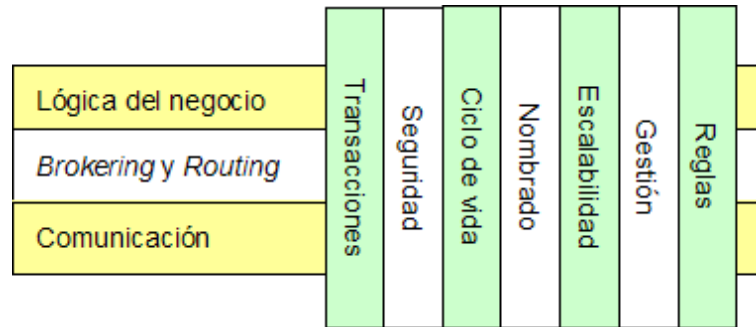 Lógica del negocio
Brokering y Routing
Comunicación
Transacciones
Seguridad
Ciclo de vida
Nombrado
Escalabilidad
Gestión
Reglas